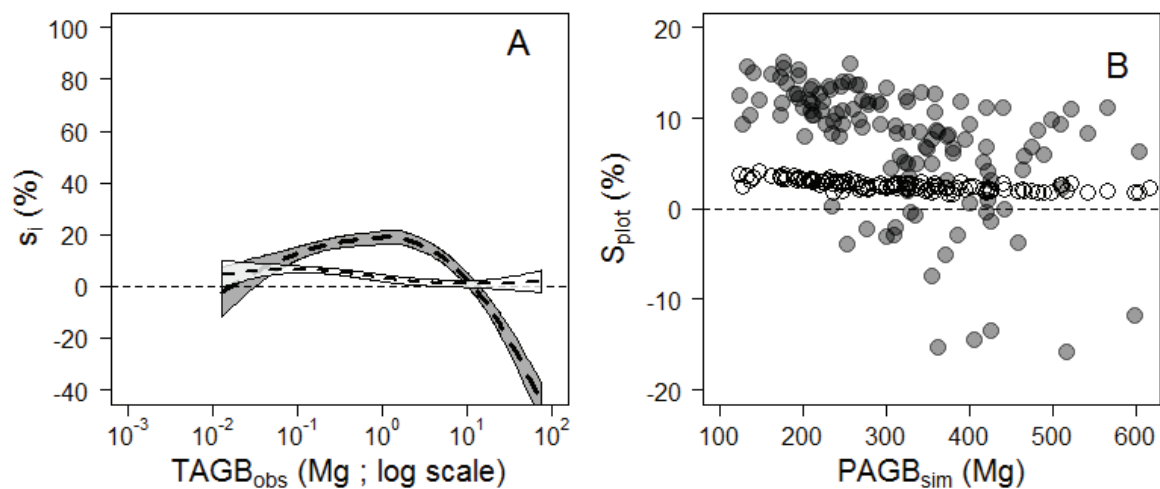 A
s_i (%)
100
80
60
40
20
0
-20
-40
10^-3 10^-2 10^-1 10^0 10^1 10^2
TAGB_obs (Mg ; log scale)
B
S_plot (%)
20
10
0
-10
-20
100 200 300 400 500 600
PAGB_sim (Mg)